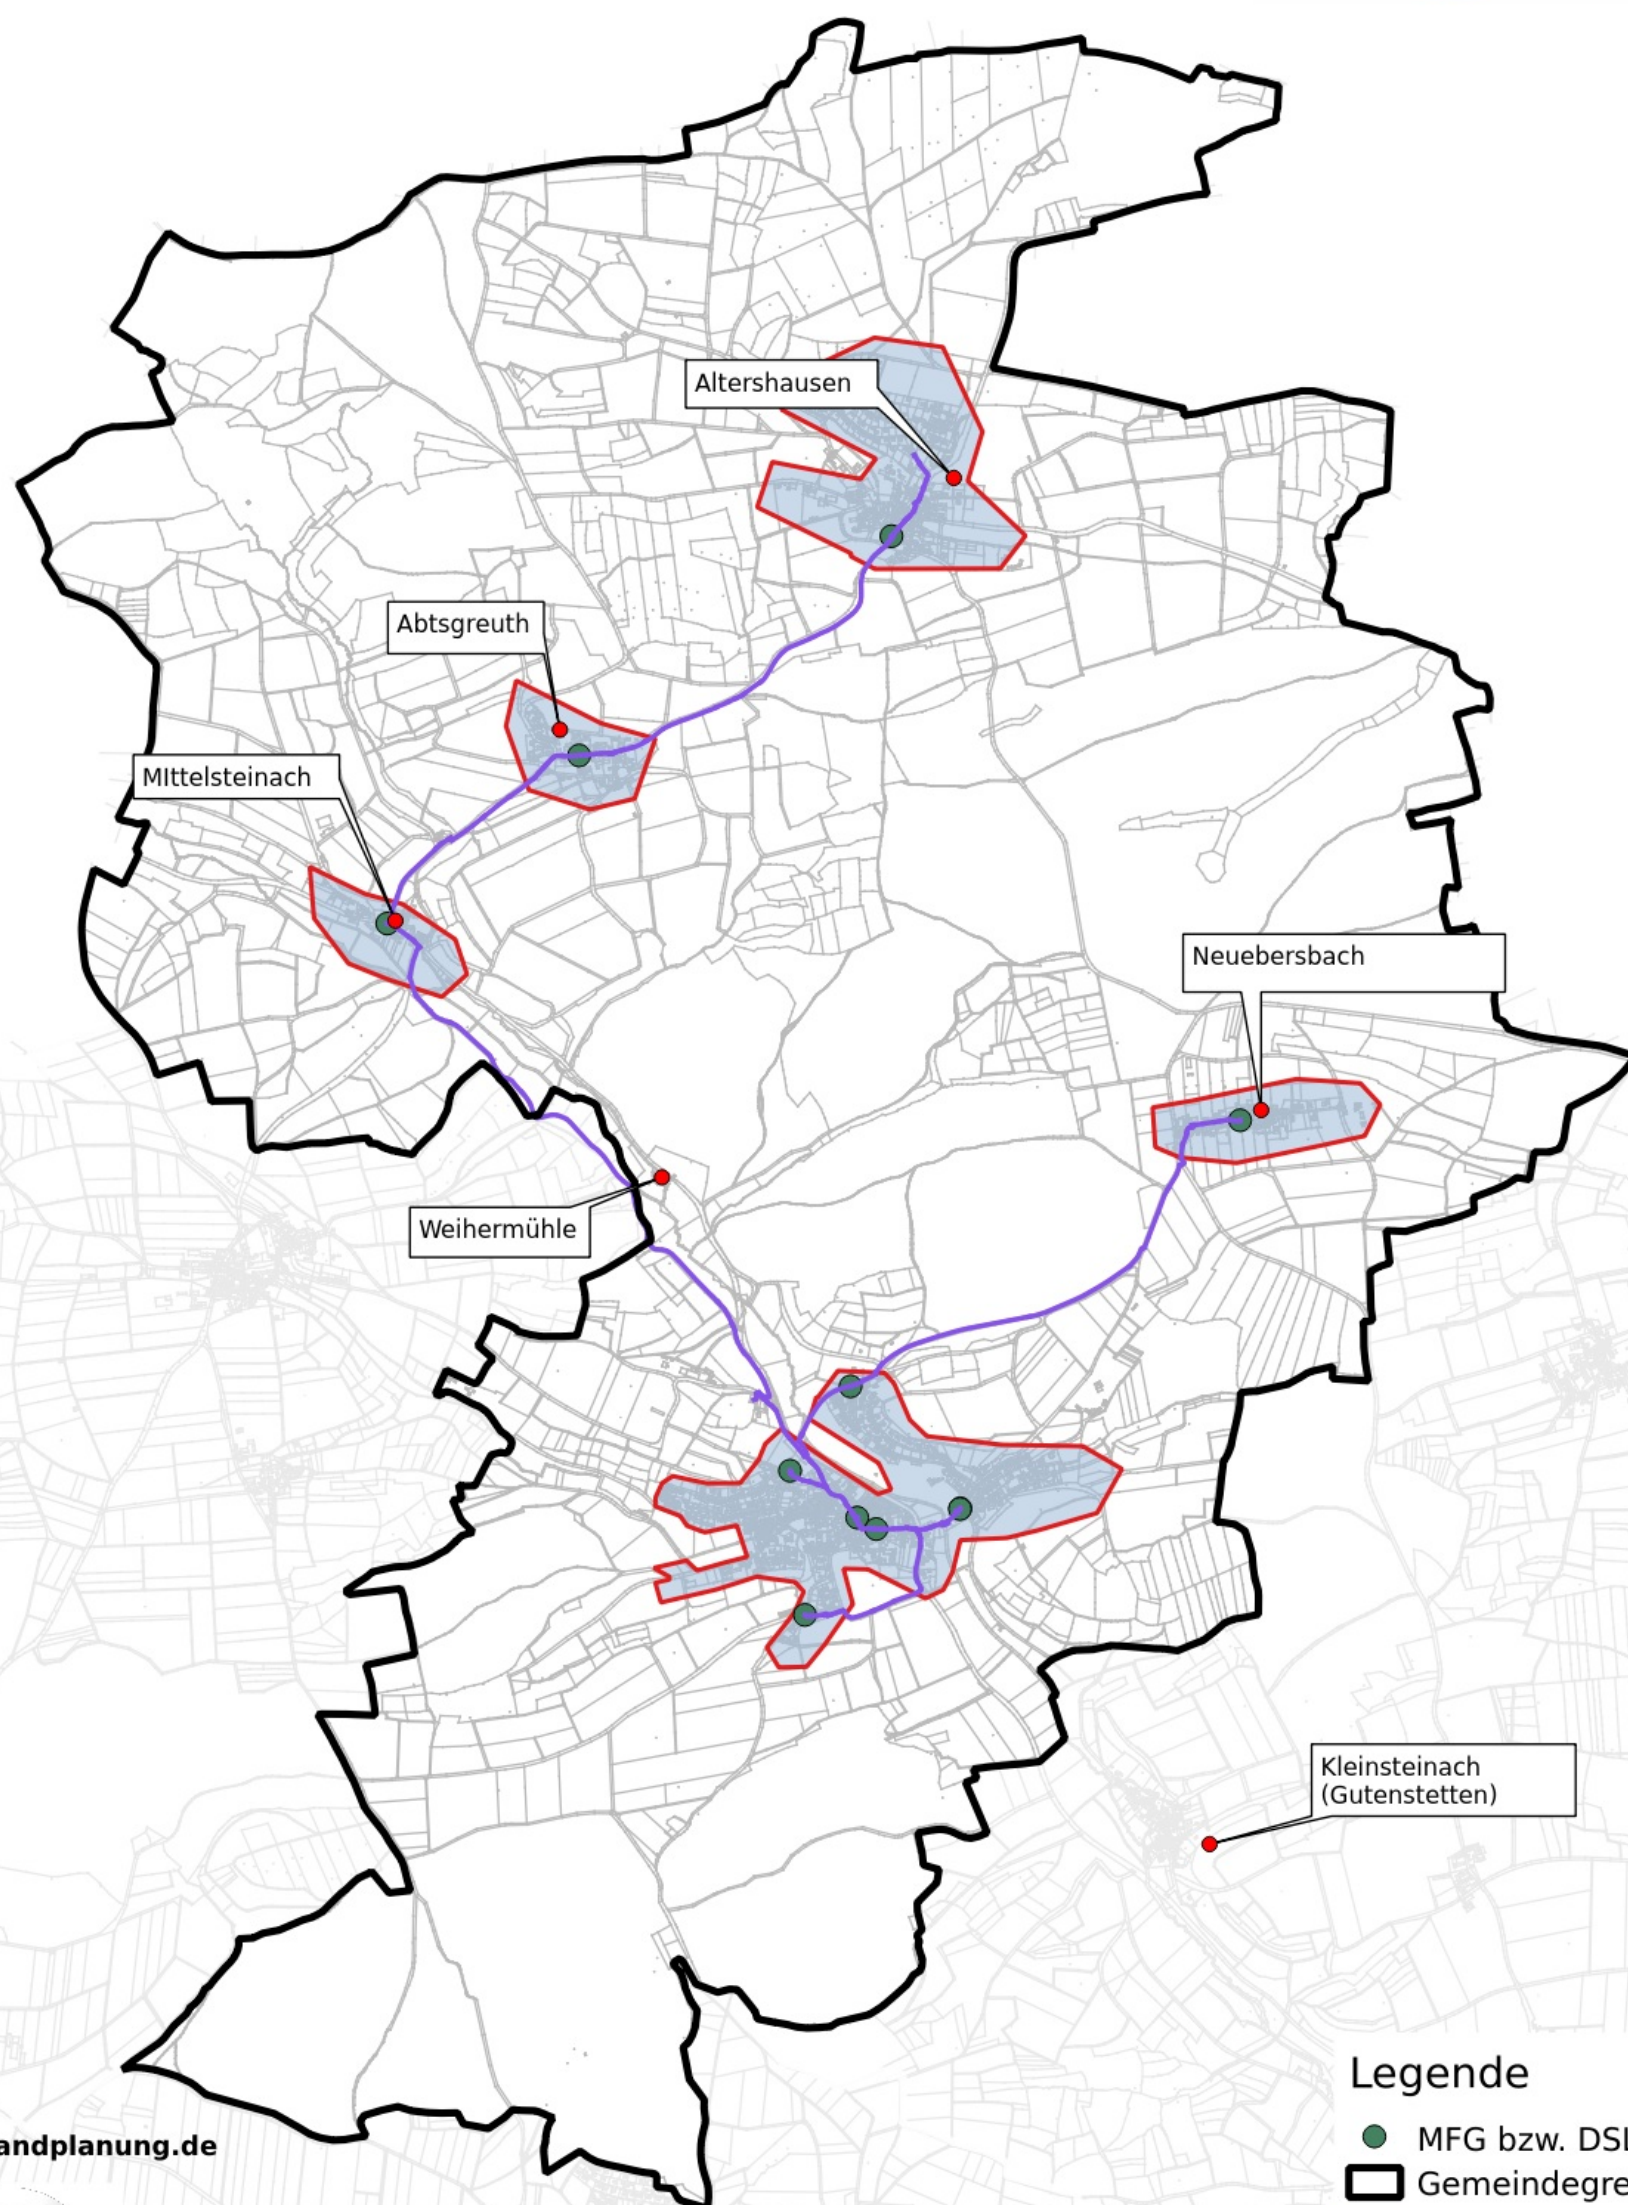 Altershausen
Abtsgreuth
MIttelsteinach
Neuebersbach
Weihermühle
Kleinsteinach
(Gutenstetten)
Legende
andplanung.de
MFG bzw. DSL
Gemeindegre